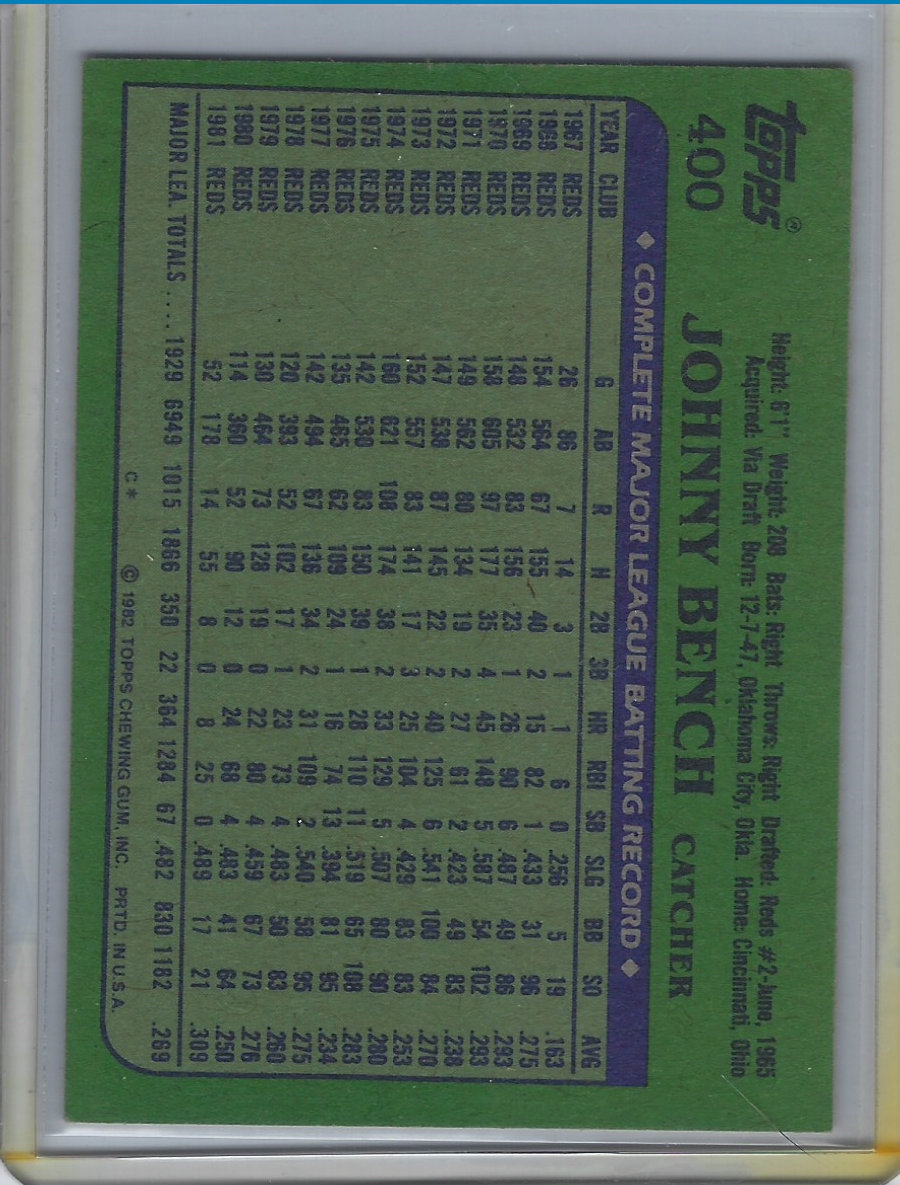 TOPPS®
Height: 6'1" Weight: 208 Bats: Right Throws: Right Drafted: Reds #2-June, 1965
Acquired: Via Draft Born: 12-7-47, Oklahoma City, Okla. Home: Cincinnati, Ohio
400 JOHNNY BENCH CATCHER
◆ COMPLETE MAJOR LEAGUE BATTING RECORD ◆
YEAR CLUB G AB R H 2B 3B HR RBI SB SLG BB SO AVG
1967 REDS 26 86 7 14 3 1 1 6 0 .256 5 19 .163
1968 REDS 154 564 67 155 40 2 15 82 1 .433 31 96 .275
1969 REDS 148 532 83 156 23 1 26 90 6 .487 49 86 .293
1970 REDS 158 605 97 177 35 4 45 148 5 .587 54 102 .293
1971 REDS 149 562 80 134 19 2 27 61 2 .423 49 83 .238
1972 REDS 147 538 87 145 22 2 40 125 6 .541 100 84 .270
1973 REDS 152 557 83 141 17 3 25 104 4 .429 83 83 .253
1974 REDS 160 621 108 174 38 2 33 129 5 .507 80 90 .280
1975 REDS 142 530 83 150 39 1 28 110 11 .519 65 108 .283
1976 REDS 135 465 62 109 24 1 16 74 13 .394 81 95 .234
1977 REDS 142 494 67 136 34 2 31 109 2 .540 58 95 .275
1978 REDS 120 393 52 102 17 1 23 73 4 .483 50 83 .260
1979 REDS 130 464 73 128 19 0 22 80 4 .459 67 73 .276
1980 REDS 114 360 52 90 12 0 24 68 4 .483 41 64 .250
1981 REDS 52 178 14 55 8 0 8 25 0 .489 17 21 .309
MAJOR LEA. TOTALS..... 1929 6949 1015 1866 350 22 364 1284 67 .482 830 1182 .269
C* © 1982 TOPPS CHEWING GUM, INC. PRTD. IN U.S.A.